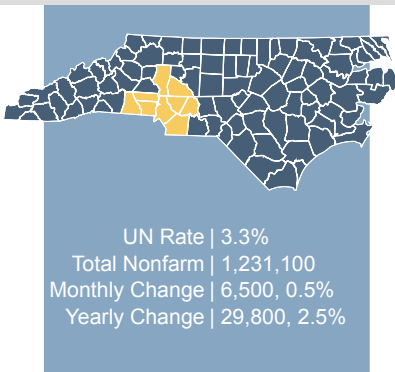 UN Rate | 3.3%
Total Nonfarm | 1,231,100
Monthly Change | 6,500, 0.5%
Yearly Change | 29,800, 2.5%